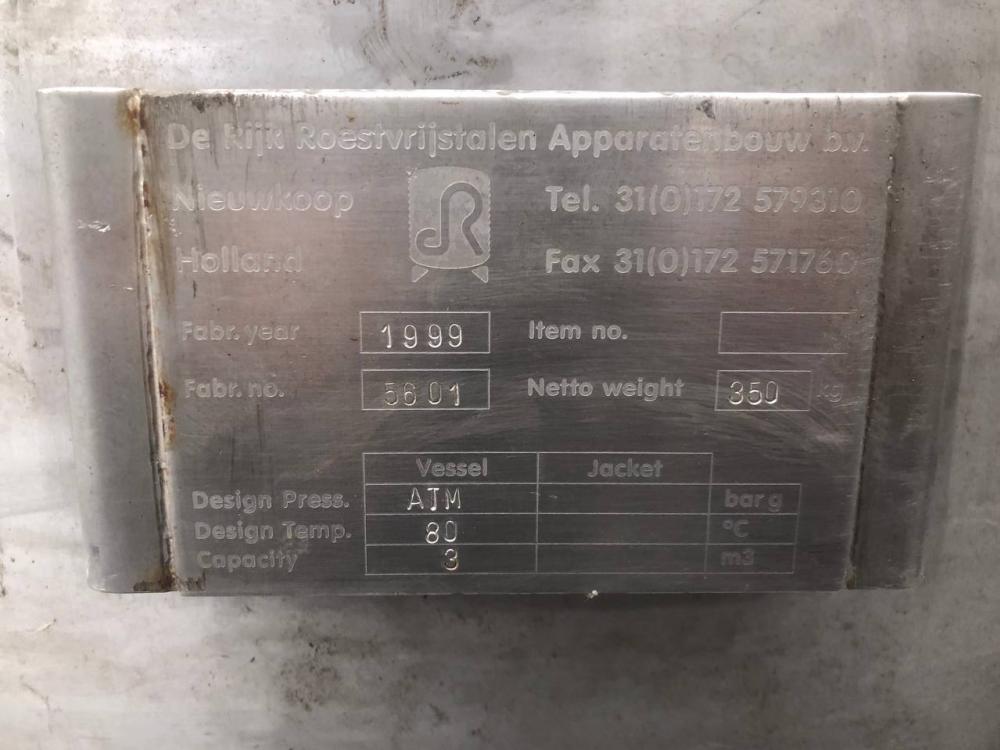 De Rijk Roestvrijstalen Apparatenbouw b.v.
Nieuwkoop
Tel. 31(0)172 579310
Holland
Fax 31(0)172 571760
JR
Fabr. year 1999 Item no.
Fabr. no. 5601 Netto weight 350 kg
Vessel Jacket
Design Press. ATM bar g
Design Temp. 80 °C
Capacity 3 m3